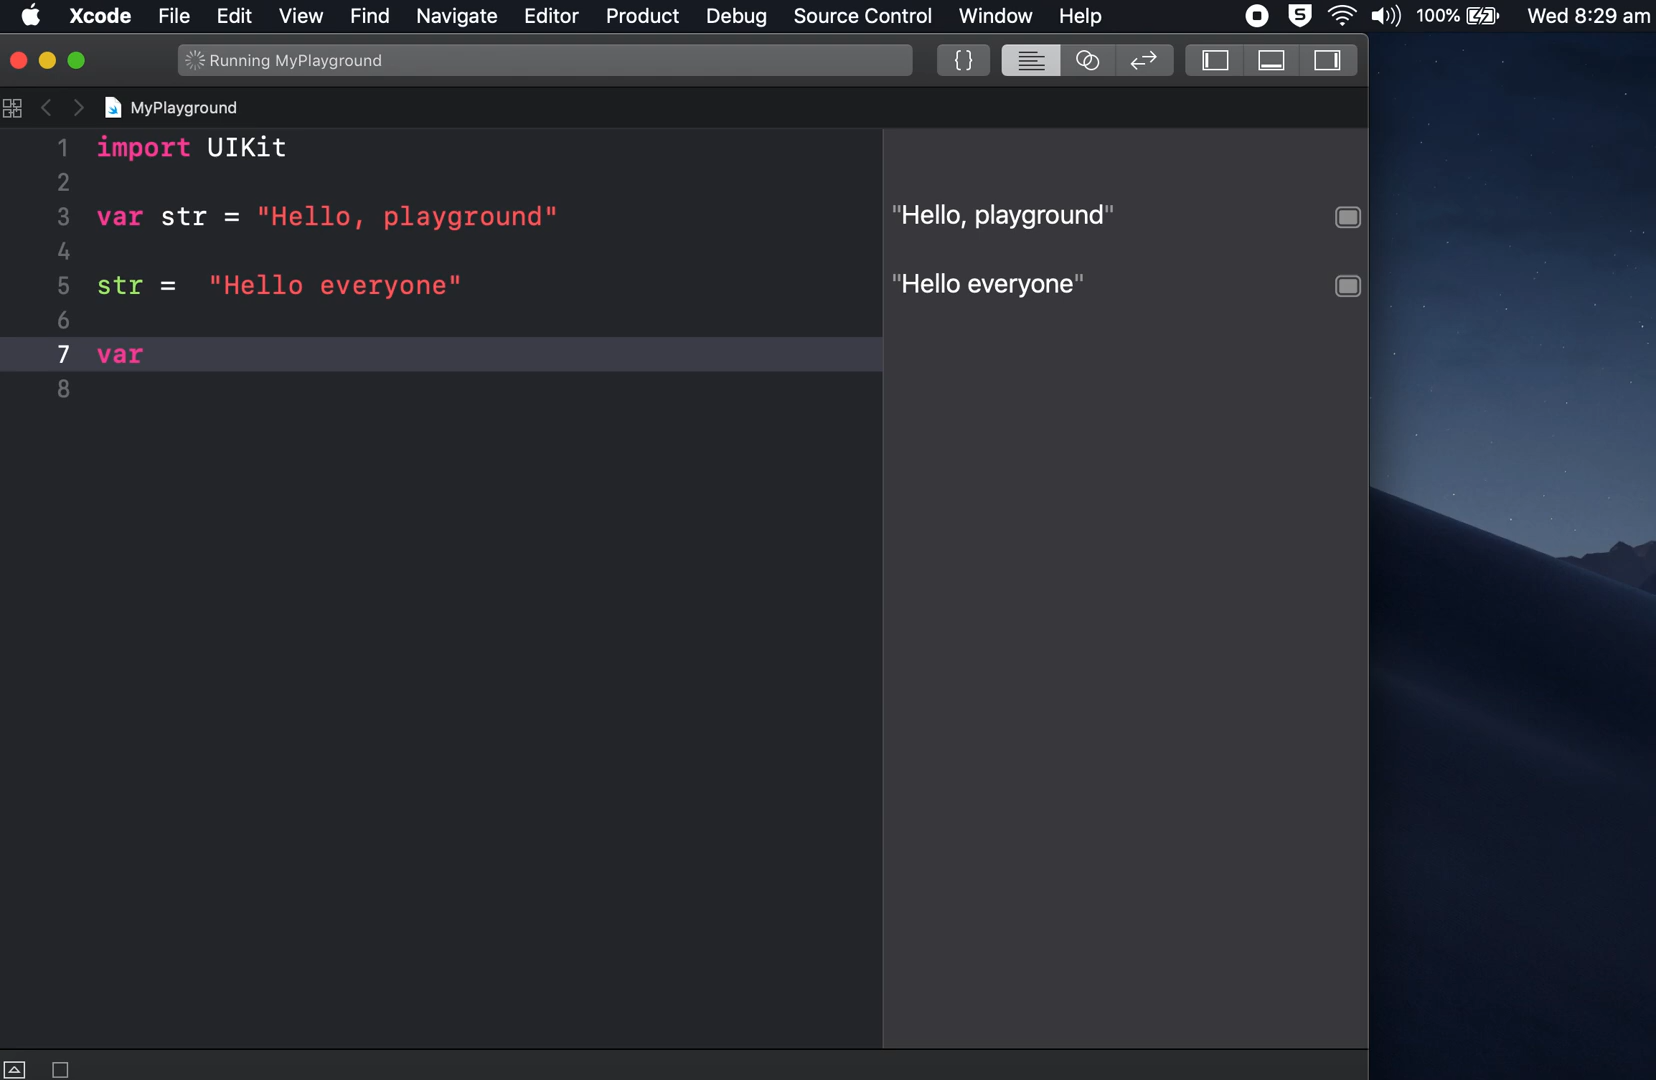 Xcode File Edit View Find Navigate Editor Product Debug Source Control Window Help S 100% Wed 8:29 am
Running MyPlayground {}
MyPlayground
1 import UIKit
2
3 var str = "Hello, playground" "Hello, playground"
4
5 str =  "Hello everyone" "Hello everyone"
6
7 var
8